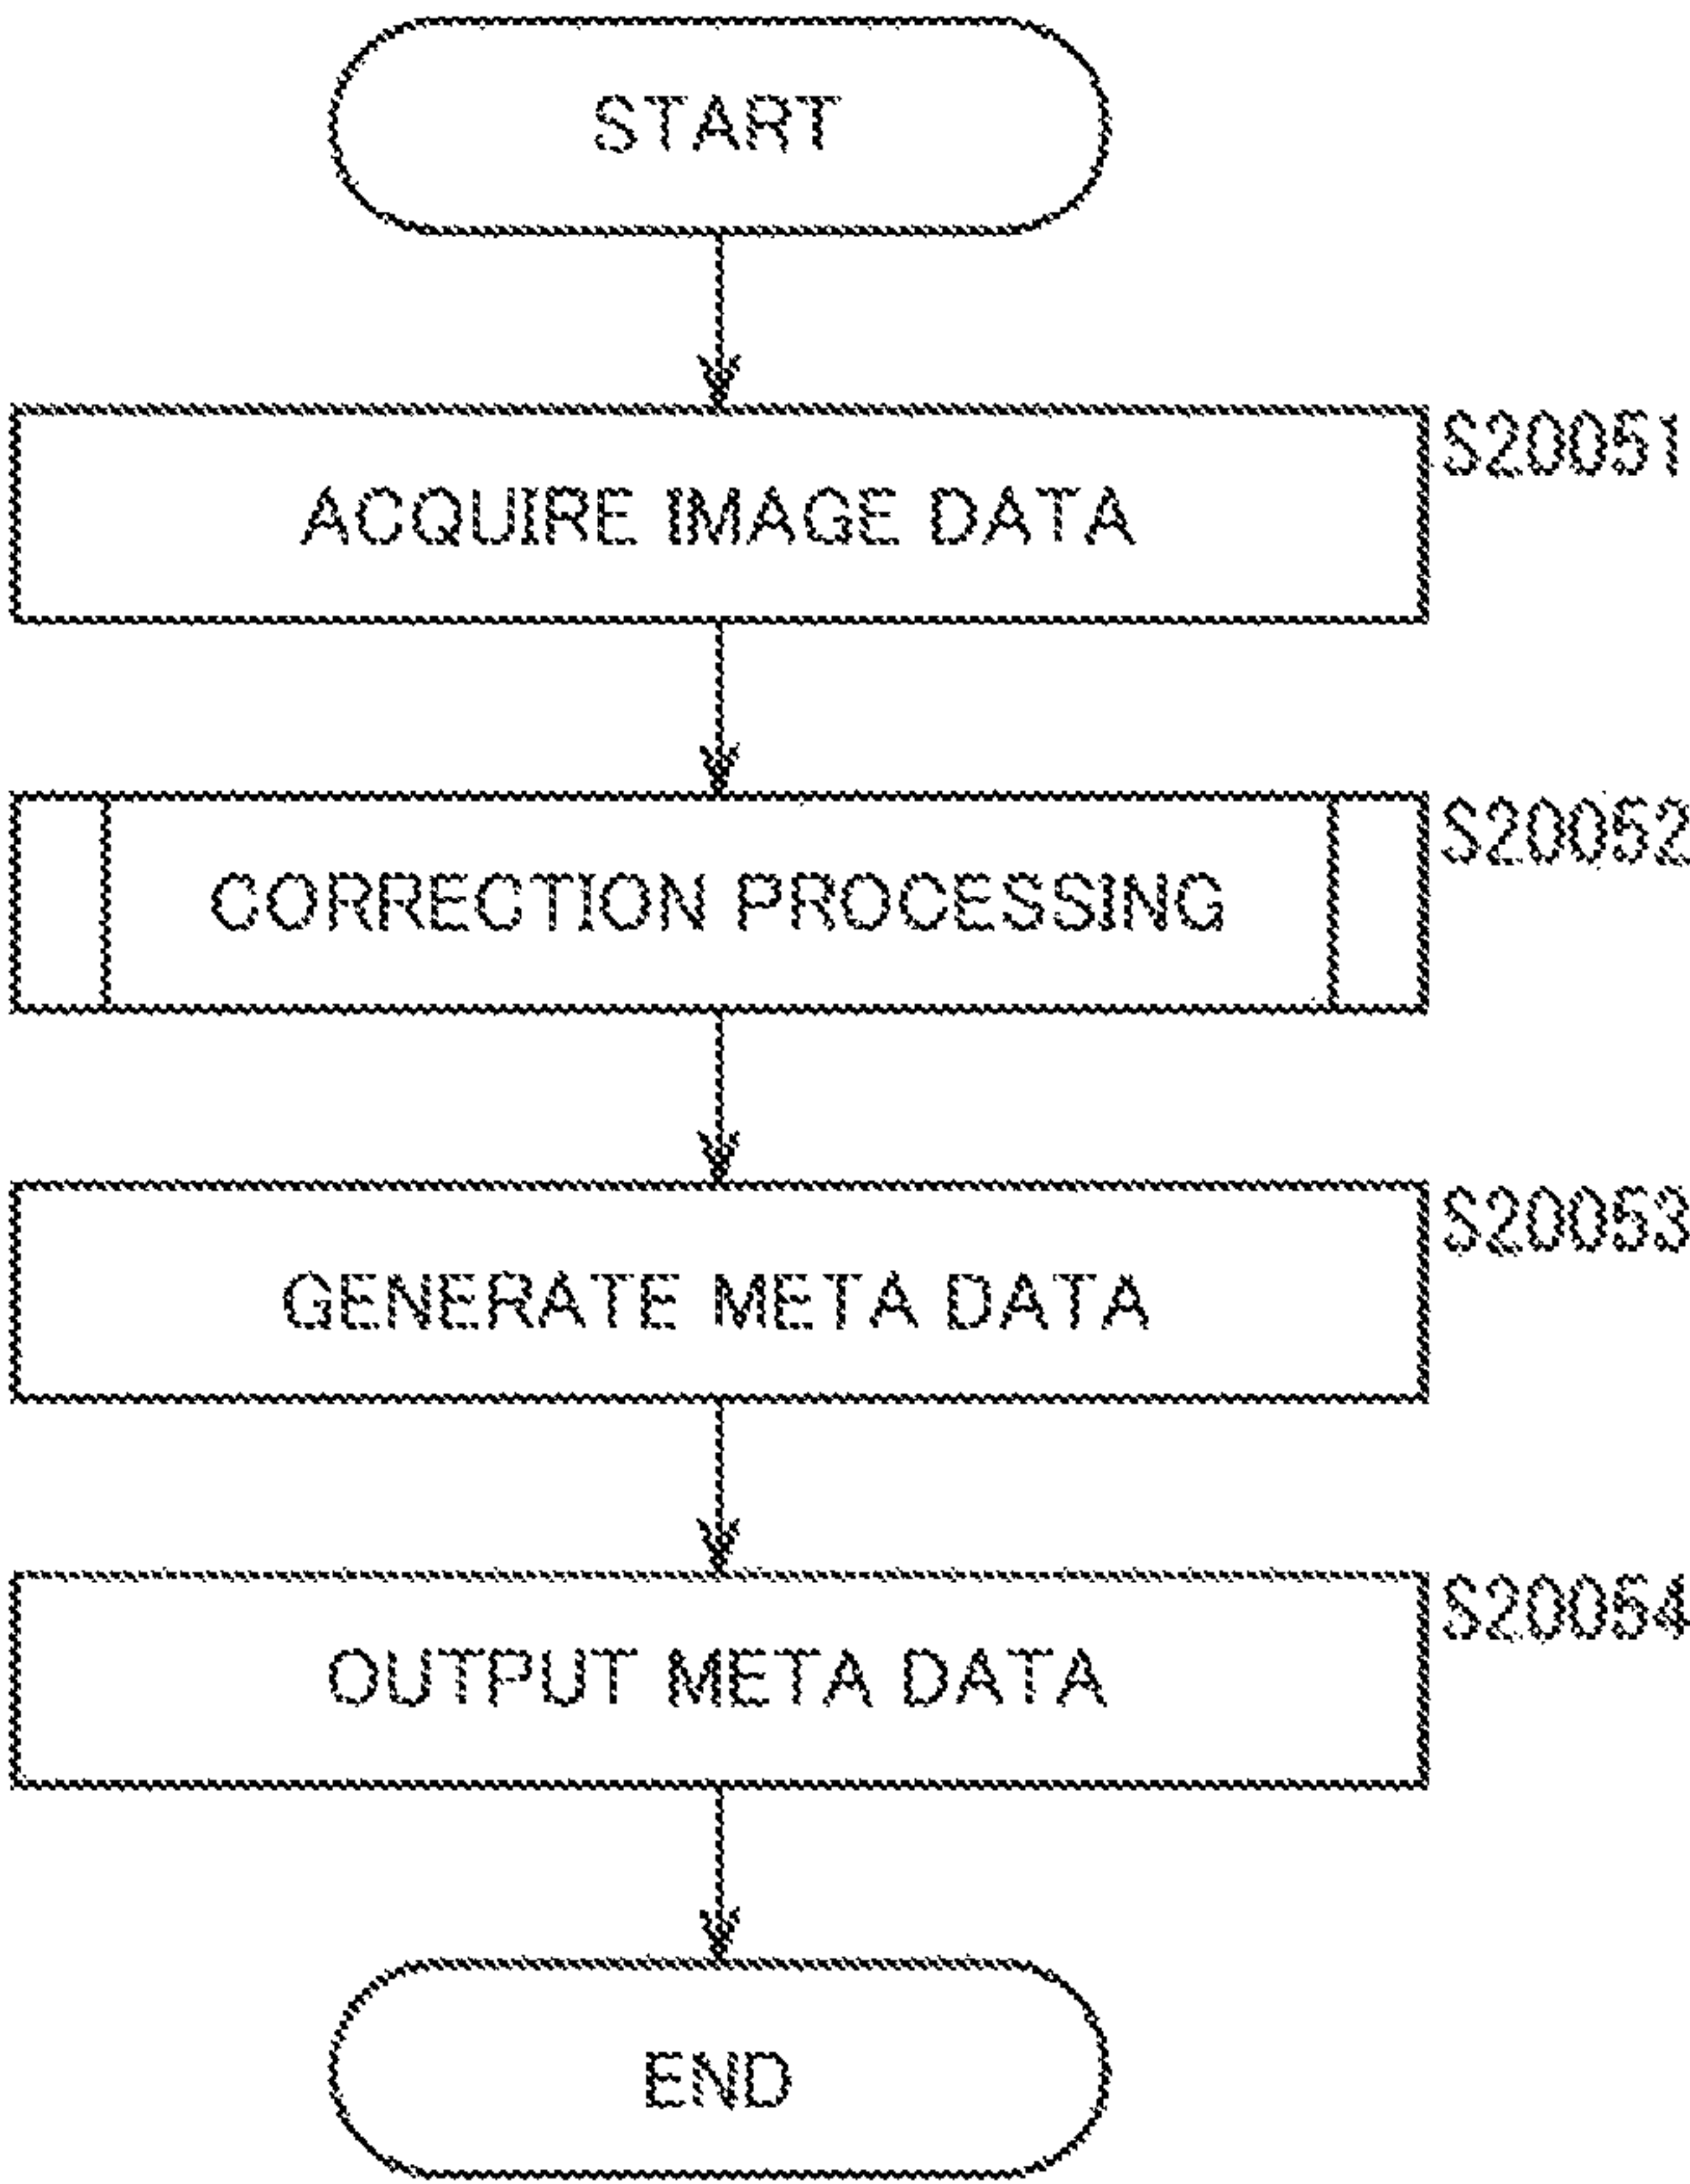 START
ACQUIRE IMAGE DATA
S20051
CORRECTION PROCESSING
S20052
GENERATE META DATA
S20053
OUTPUT META DATA
S20054
END